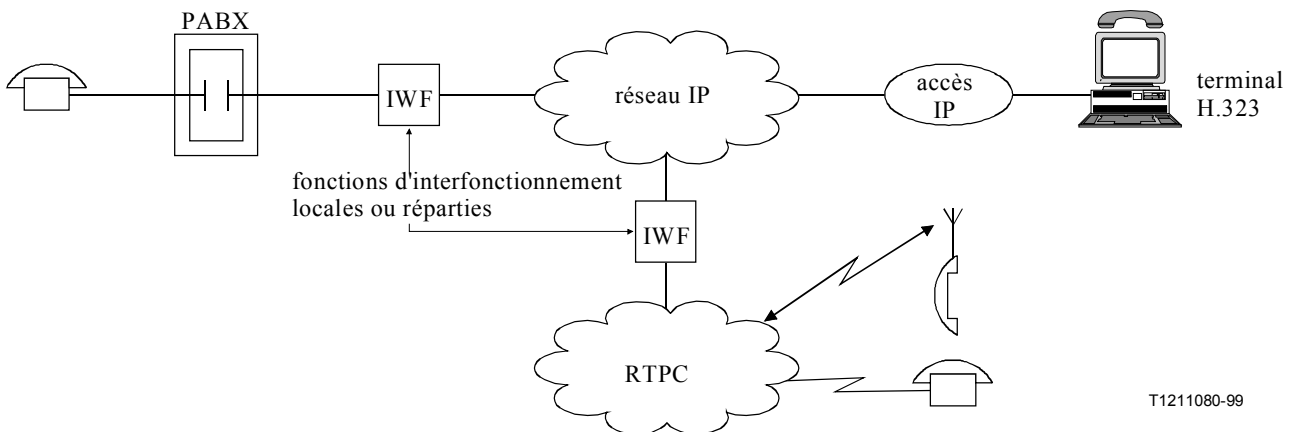 PABX
IWF
réseau IP
accès
IP
terminal
H.323
fonctions d'interfonctionnement
locales ou réparties
IWF
RTPC
T1211080-99